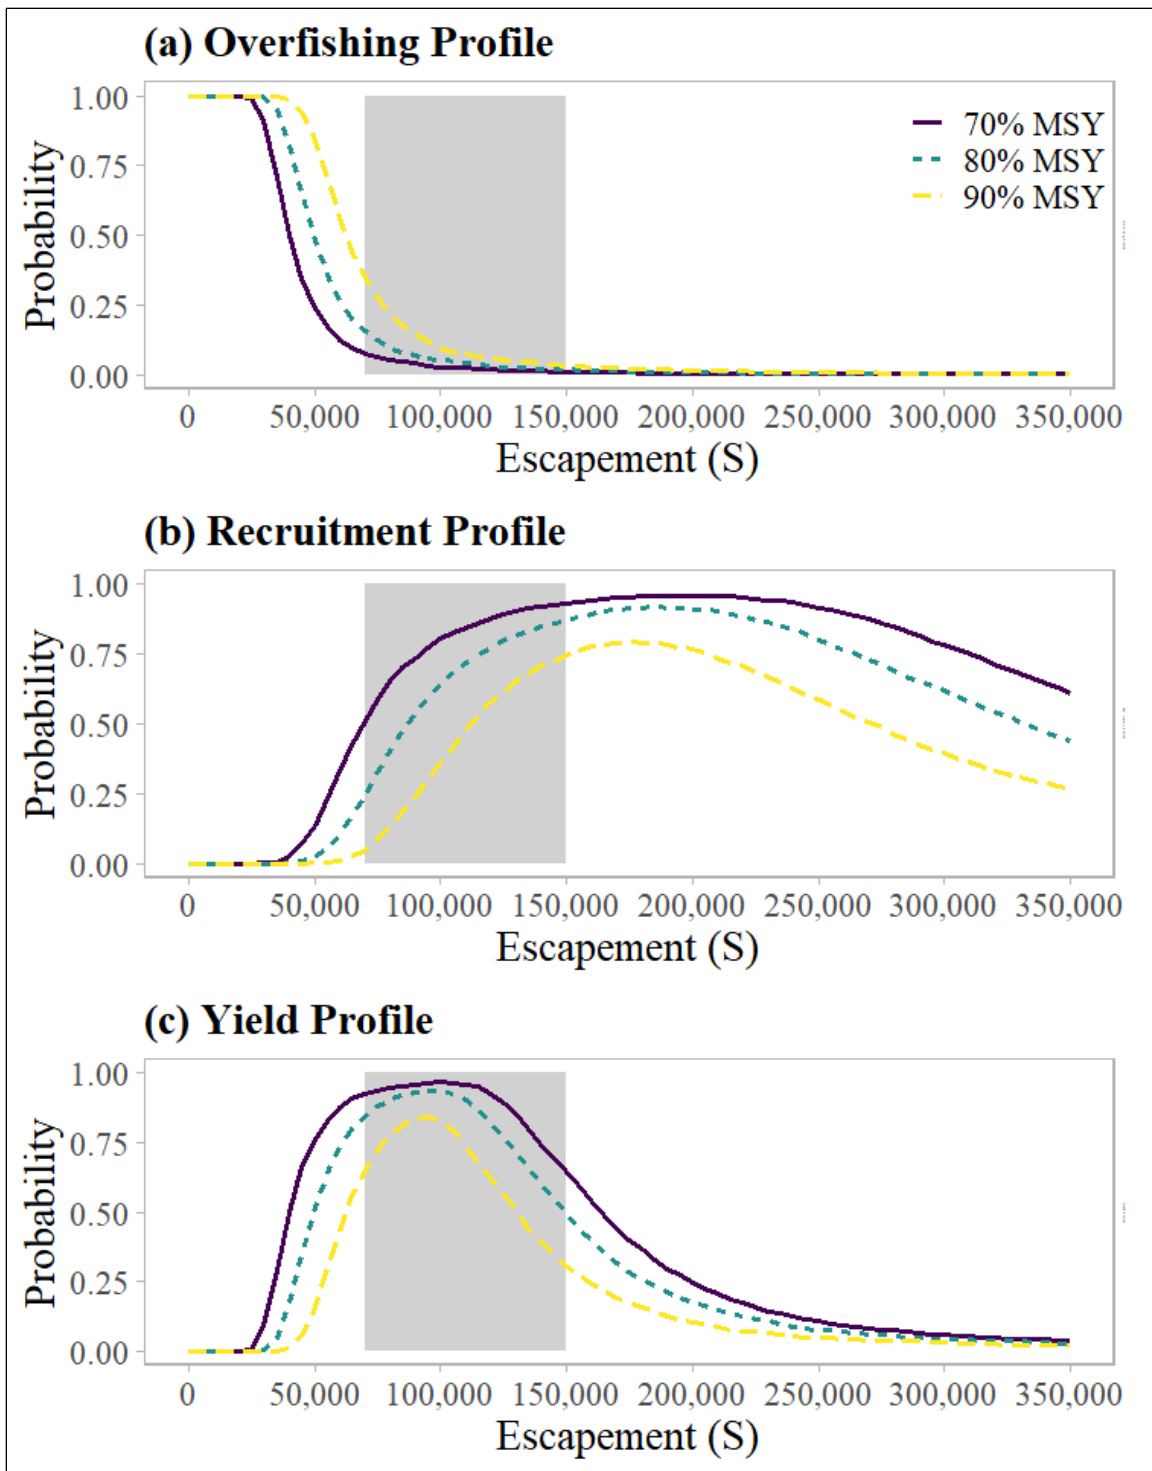 (a) Overfishing Profile
Probability
1.00
0.75
0.50
0.25
0.00
70% MSY
80% MSY
90% MSY
0 50,000 100,000 150,000 200,000 250,000 300,000 350,000
Escapement (S)
(b) Recruitment Profile
Probability
1.00
0.75
0.50
0.25
0.00
0 50,000 100,000 150,000 200,000 250,000 300,000 350,000
Escapement (S)
(c) Yield Profile
Probability
1.00
0.75
0.50
0.25
0.00
0 50,000 100,000 150,000 200,000 250,000 300,000 350,000
Escapement (S)